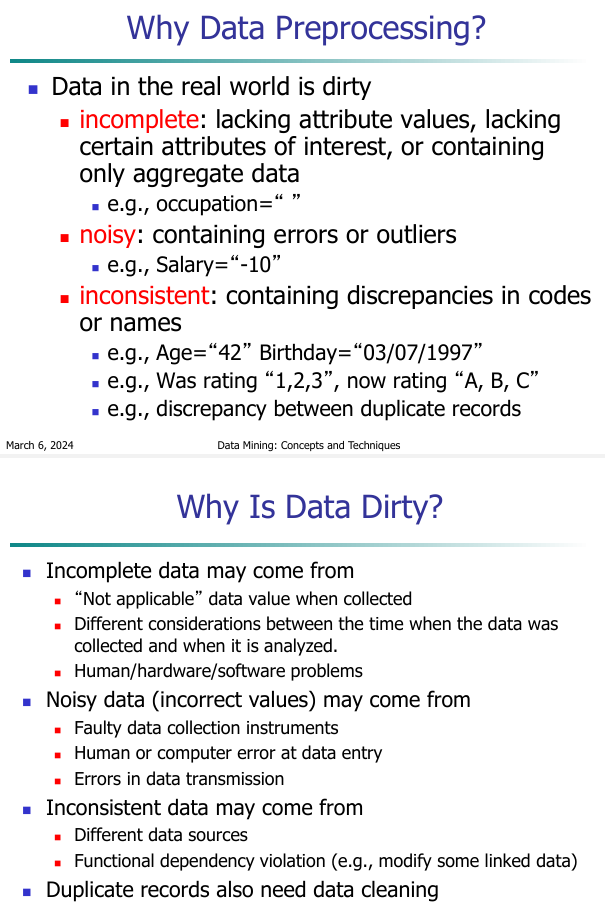 Why Data Preprocessing?
Data in the real world is dirty
incomplete: lacking attribute values, lacking
certain attributes of interest, or containing
only aggregate data
e.g., occupation=“ ”
noisy: containing errors or outliers
e.g., Salary=“-10”
inconsistent: containing discrepancies in codes
or names
e.g., Age=“42” Birthday=“03/07/1997”
e.g., Was rating “1,2,3”, now rating “A, B, C”
e.g., discrepancy between duplicate records
March 6, 2024 Data Mining: Concepts and Techniques
Why Is Data Dirty?
Incomplete data may come from
“Not applicable” data value when collected
Different considerations between the time when the data was
collected and when it is analyzed.
Human/hardware/software problems
Noisy data (incorrect values) may come from
Faulty data collection instruments
Human or computer error at data entry
Errors in data transmission
Inconsistent data may come from
Different data sources
Functional dependency violation (e.g., modify some linked data)
Duplicate records also need data cleaning